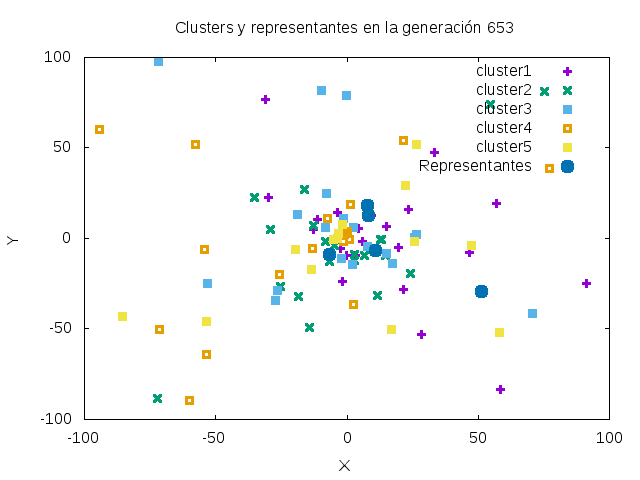 Clusters y representantes en la generación 653
100
50
0
-50
-100
-100
-50
0
50
100
Y
X
cluster1
cluster2
cluster3
cluster4
cluster5
Representantes